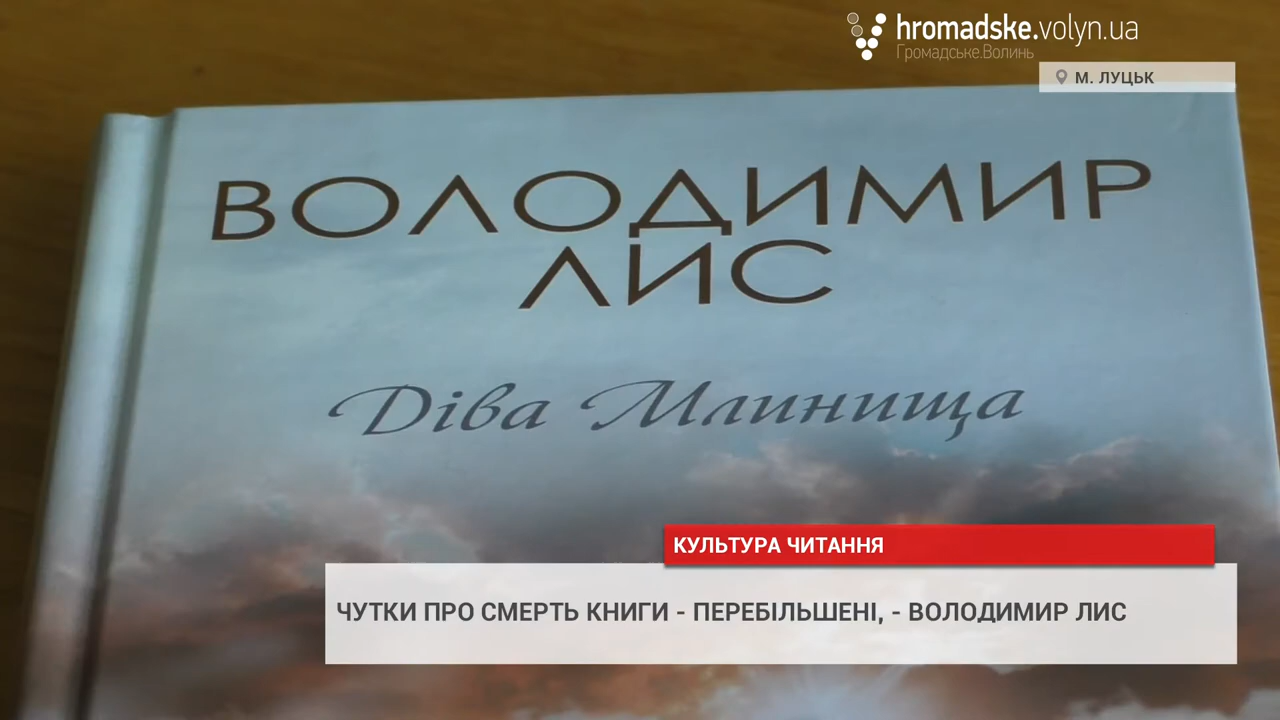 hromadske.volyn.ua
Громадське.Волинь
М. ЛУЦЬК
ВОЛОДИМИР
ЛИС
Діва Млинища
КУЛЬТУРА ЧИТАННЯ
ЧУТКИ ПРО СМЕРТЬ КНИГИ - ПЕРЕБІЛЬШЕНІ, - ВОЛОДИМИР ЛИС